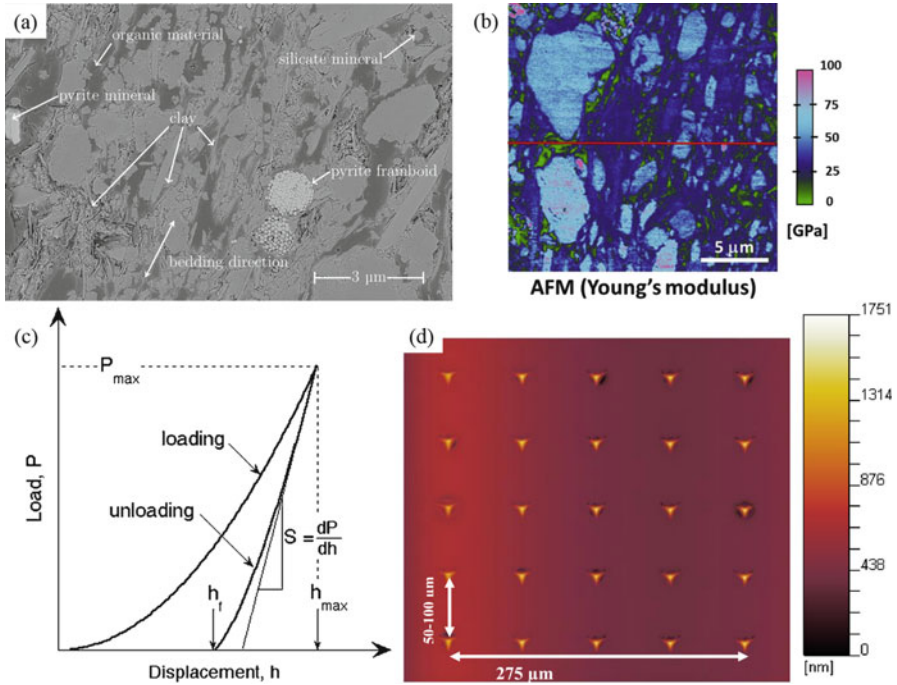 (a)
organic material
silicate mineral
pyrite mineral
clay
pyrite framboid
bedding direction
3 μm
(b)
100
75
50
25
0
[GPa]
5 μm
AFM (Young's modulus)
(c)
P max
loading
unloading
S = dP
dh
h f
h max
Load, P
Displacement, h
(d)
50-100 um
275 μm
1751
1314
876
438
0
[nm]